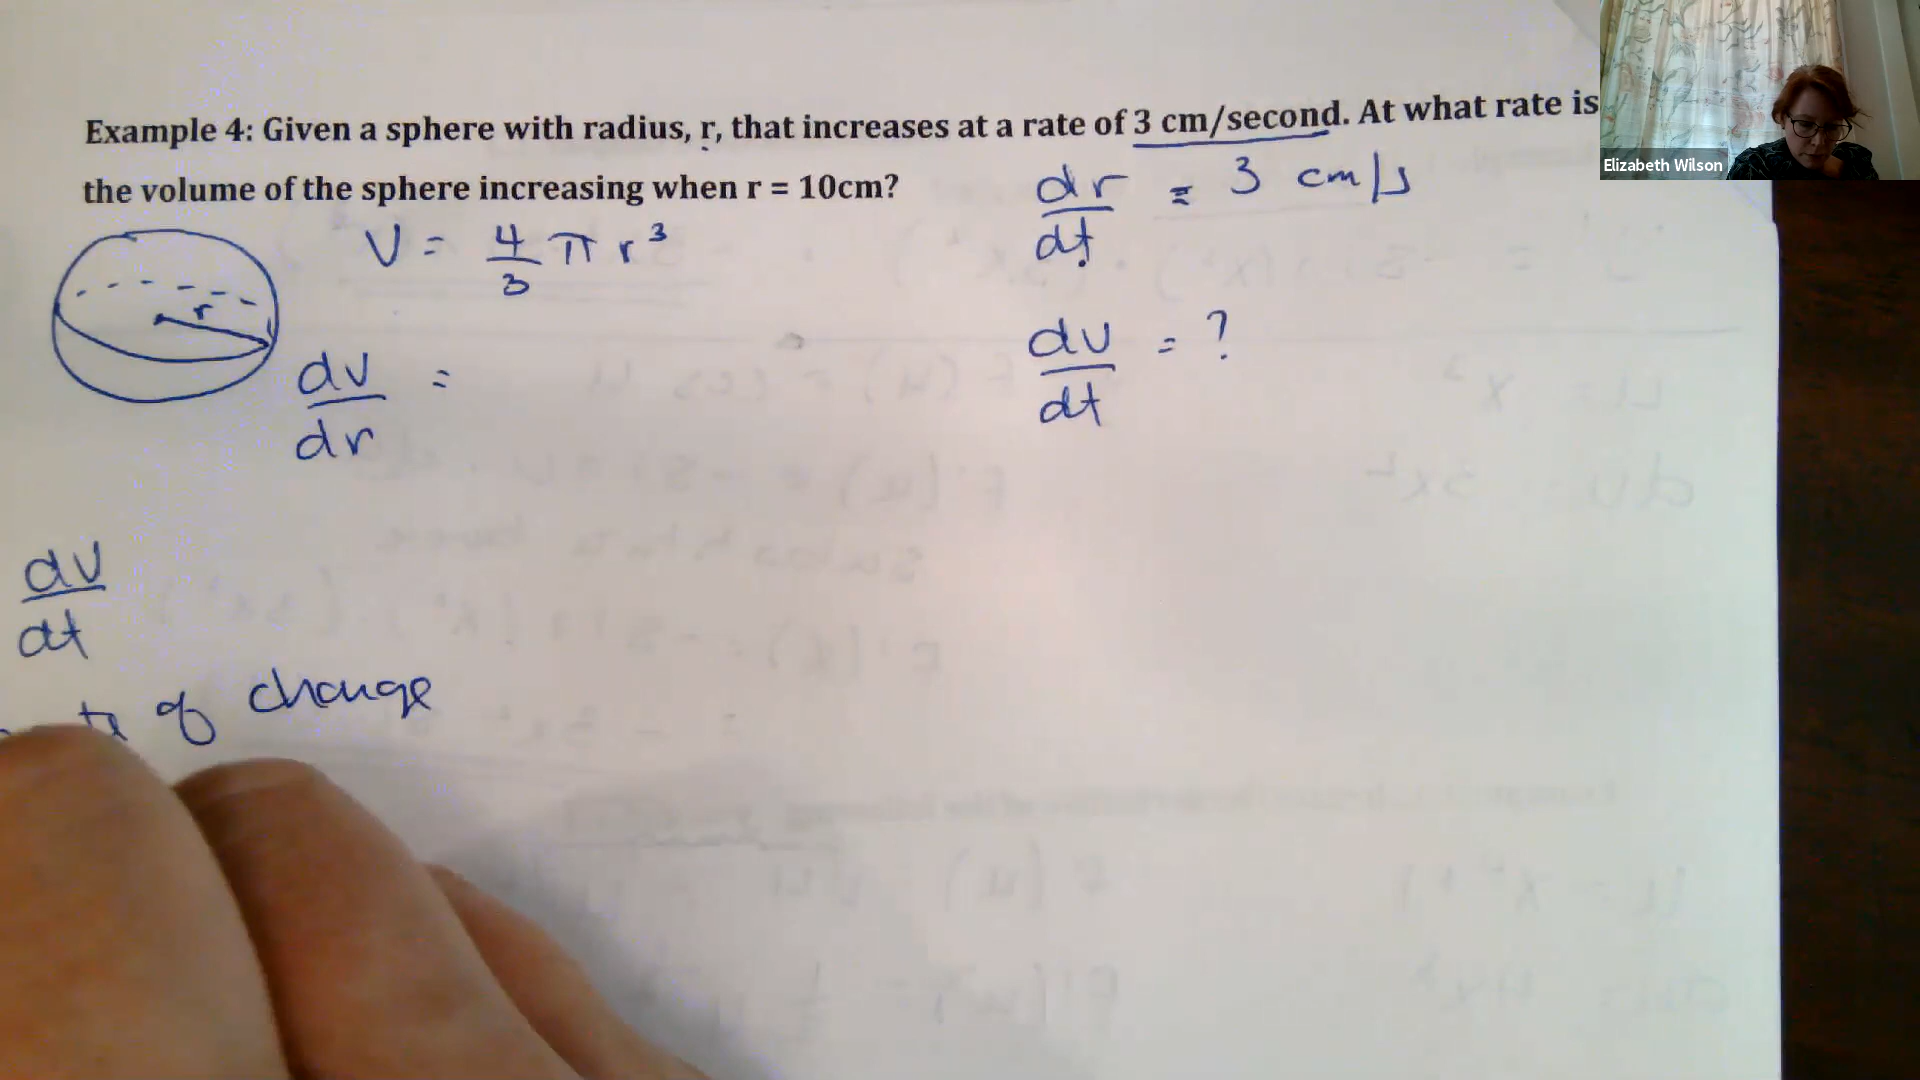 Example 4: Given a sphere with radius, r, that increases at a rate of 3 cm/second. At what rate is
the volume of the sphere increasing when r = 10cm?
Elizabeth Wilson
dr/dt = 3 cm/s
V = 4/3 π r³
r
dv/dr =
dv/dt = ?
dv/dt
of change